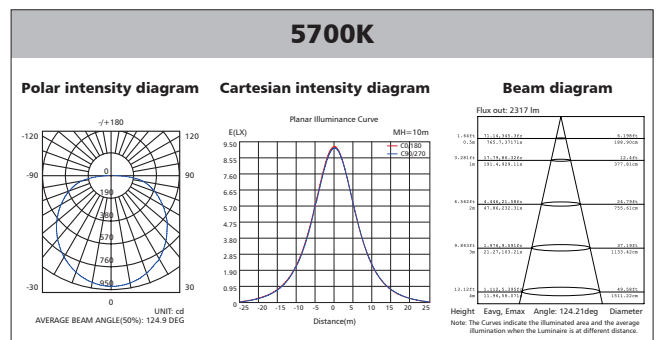 5700K
Polar intensity diagram
Cartesian intensity diagram
Beam diagram
-/+180
-120
120
-90
90
-30
30
0
190
380
570
760
950
0
UNIT: cd
AVERAGE BEAM ANGLE(50%): 124.9 DEG
Planar Illuminance Curve
E(LX)
MH=10m
C0/180
C90/270
9.50
8.55
7.60
6.65
5.70
4.75
3.80
2.85
1.90
0.95
0
-25 -20 -15 -10 -5 0 5 10 15 20 25
Distance(m)
Flux out: 2317 lm
1.64ft
6.198ft
0.5m
188.90cm
3.281ft
12.4ft
1m
377.81cm
6.562ft
24.79ft
2m
755.61cm
9.843ft
37.19ft
3m
1133.42cm
13.12ft
49.58ft
4m
1511.22cm
Height Eavg, Emax Angle: 124.21deg Diameter
Note: The Curves indicate the illuminated area and the average
illumination when the Luminaire is at different distance.